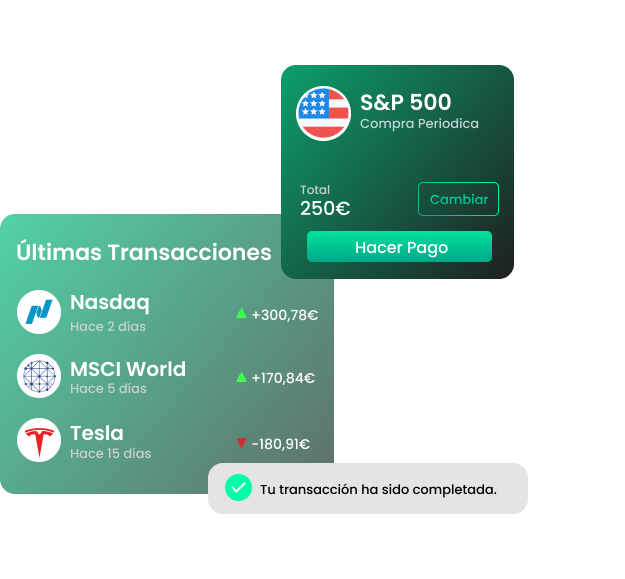 S&P 500
Compra Periodica
Total
250€
Cambiar
Hacer Pago
Últimas Transacciones
Nasdaq
Hace 2 días
+300,78€
MSCI World
Hace 5 días
+170,84€
Tesla
Hace 15 días
-180,91€
Tu transacción ha sido completada.